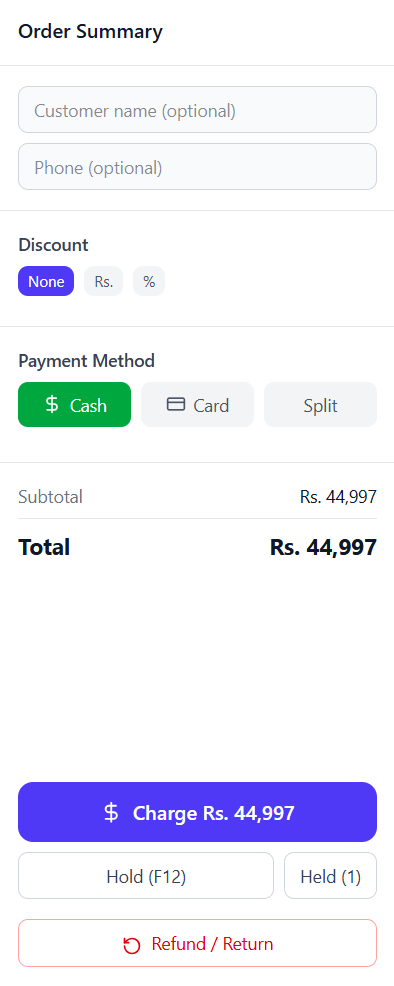 Order Summary
Customer name (optional)
Phone (optional)
Discount
None Rs. %
Payment Method
$ Cash Card Split
Subtotal Rs. 44,997
Total Rs. 44,997
$ Charge Rs. 44,997
Hold (F12) Held (1)
Refund / Return